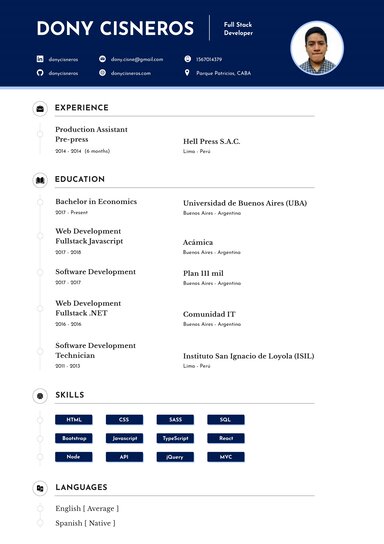 DONY CISNEROS
Full Stack
Developer
donycisneros
dony.cisne@gmail.com
1567014379
donycisneros
donycisneros.com
Parque Patricios, CABA
EXPERIENCE
Production Assistant
Pre-press
2014 - 2014 (6 months)
Hell Press S.A.C.
Lima - Perú
EDUCATION
Bachelor in Economics
2017 - Present
Universidad de Buenos Aires (UBA)
Buenos Aires - Argentina
Web Development
Fullstack Javascript
2017 - 2018
Acámica
Buenos Aires - Argentina
Software Development
2017 - 2017
Plan 111 mil
Buenos Aires - Argentina
Web Development
Fullstack .NET
2016 - 2016
Comunidad IT
Buenos Aires - Argentina
Software Development
Technician
2011 - 2013
Instituto San Ignacio de Loyola (ISIL)
Lima - Perú
SKILLS
HTML CSS SASS SQL
Bootstrap Javascript TypeScript React
Node API jQuery MVC
LANGUAGES
English [ Average ]
Spanish [ Native ]